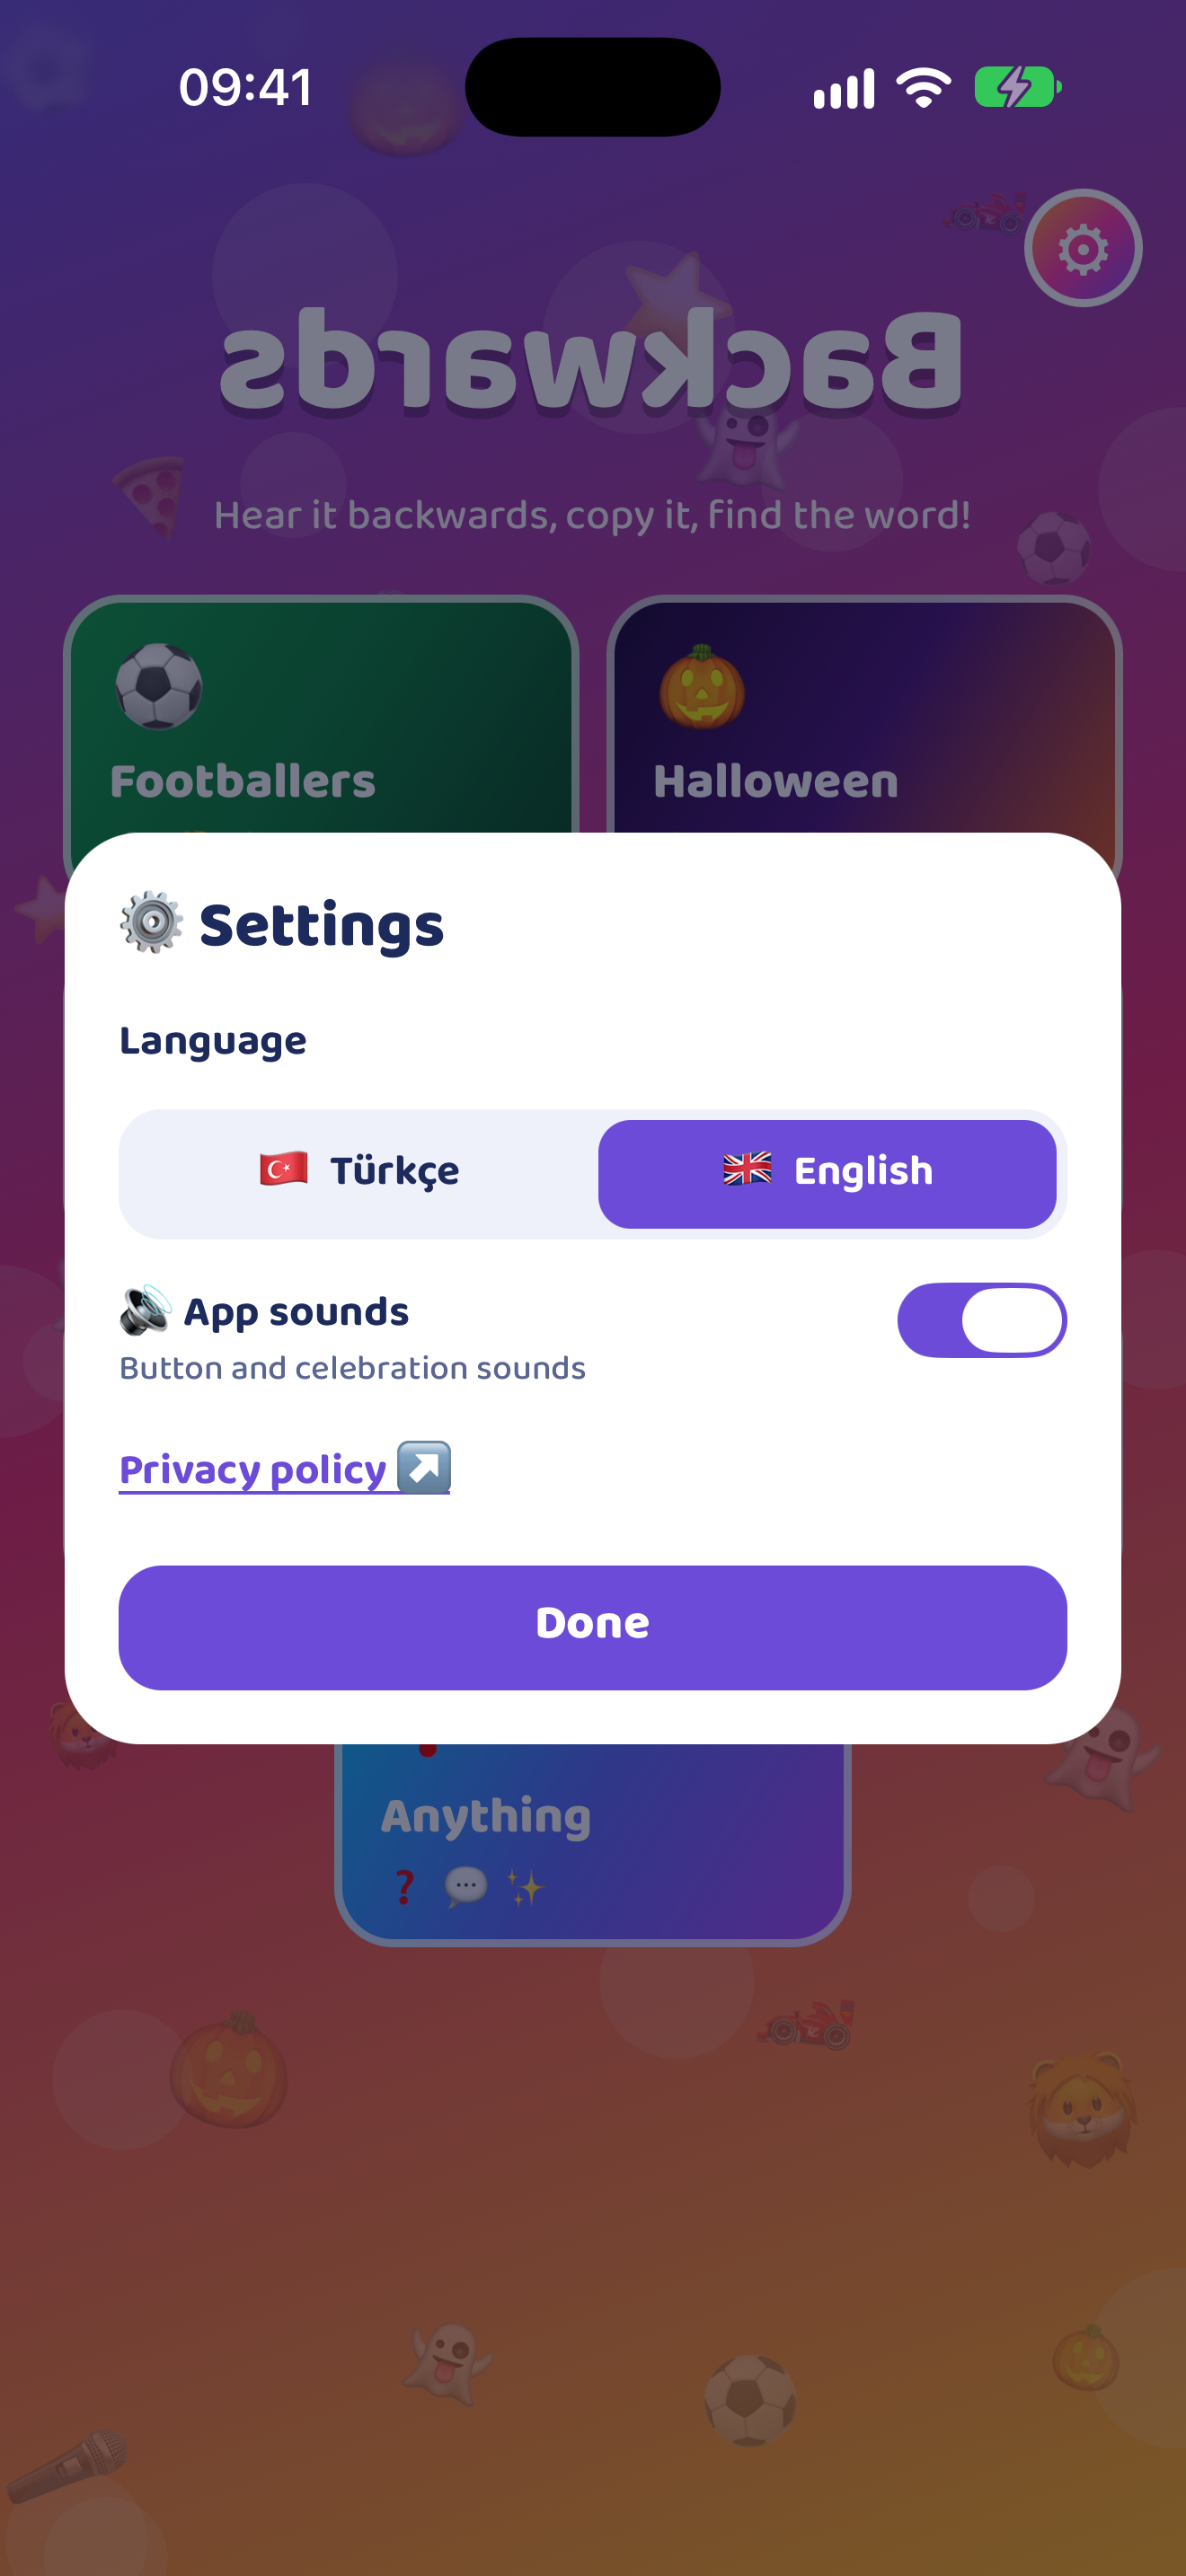 09:41
Backwards
Hear it backwards, copy it, find the word!
Footballers
Halloween
Settings
Language
Türkçe
English
App sounds
Button and celebration sounds
Privacy policy
Done
Anything